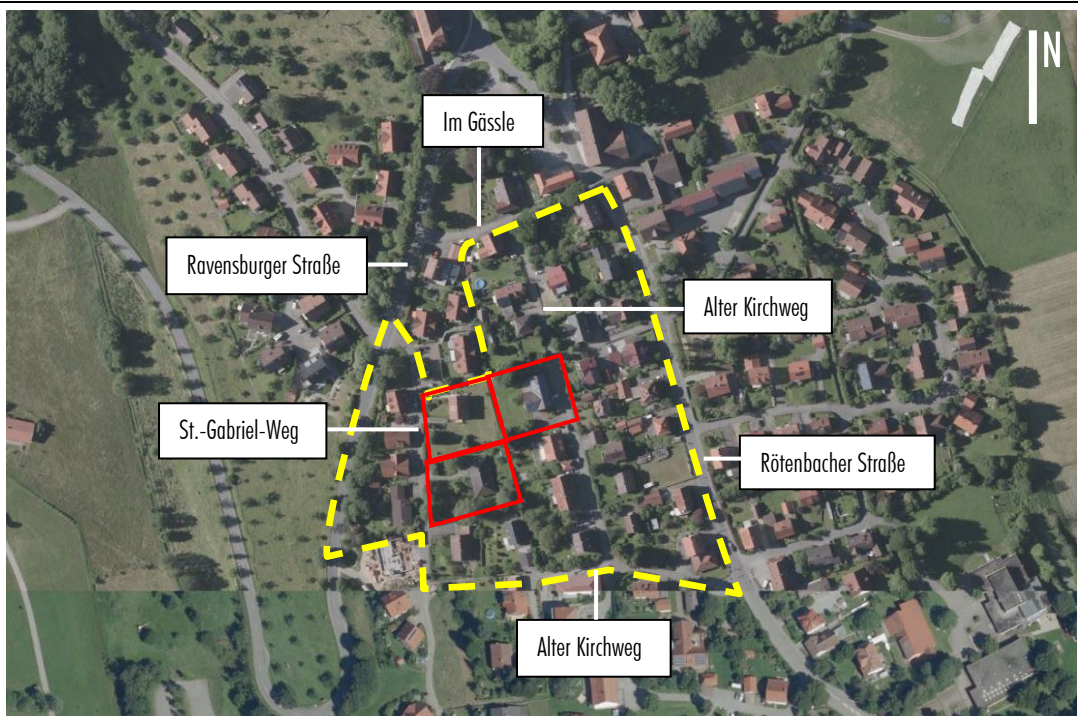 N
Im Gässle
Ravensburger Straße
Alter Kirchweg
St.-Gabriel-Weg
Rötenbacher Straße
Alter Kirchweg